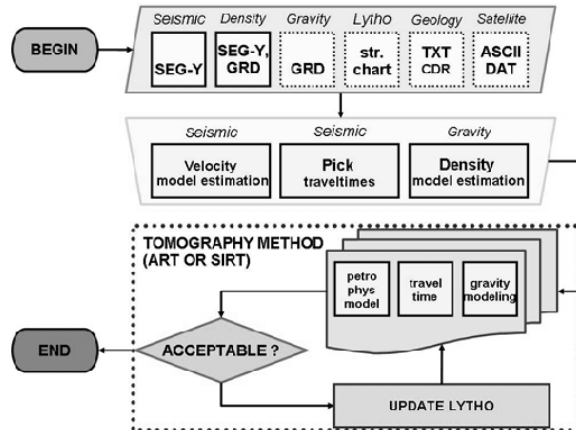 Seismic Density Gravity Lytho Geology Satellite
BEGIN
SEG-Y
SEG-Y,
GRD
GRD
str.
chart
TXT
CDR
ASCII
DAT
Seismic Seismic Gravity
Velocity
model estimation
Pick
traveltimes
Density
model estimation
TOMOGRAPHY METHOD
(ART OR SIRT)
petro
phys
model
travel
time
gravity
modeling
END
ACCEPTABLE ?
UPDATE LYTHO